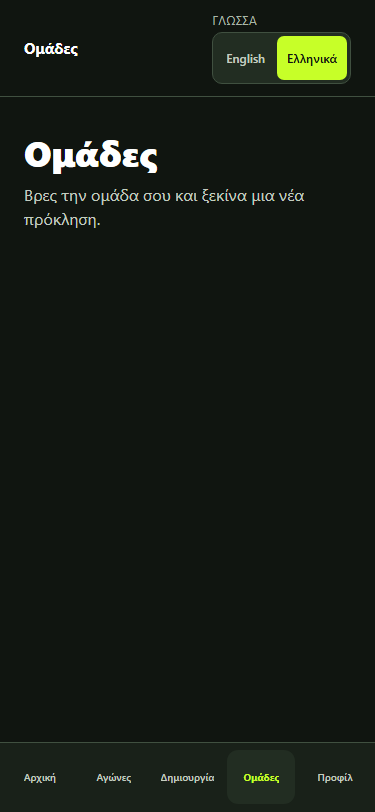 ΓΛΩΣΣΑ
Ομάδες
English
Ελληνικά
Ομάδες
Βρες την ομάδα σου και ξεκίνα μια νέα
πρόκληση.
Αρχική
Αγώνες
Δημιουργία
Ομάδες
Προφίλ